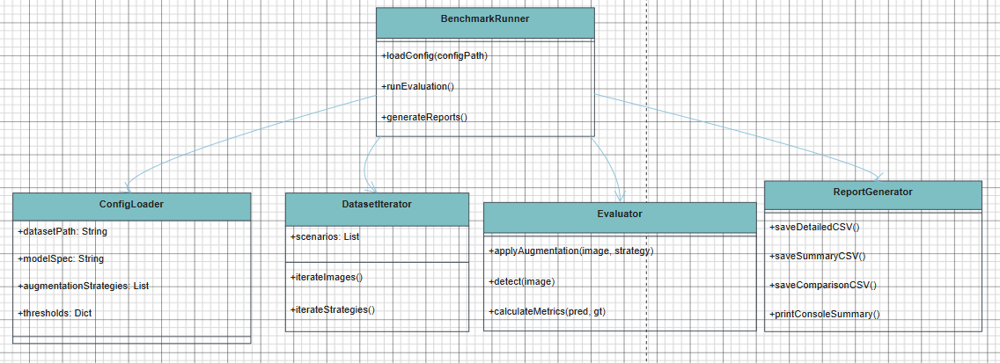 BenchmarkRunner
+loadConfig(configPath)
+runEvaluation()
+generateReports()
ConfigLoader
+datasetPath: String
+modelSpec: String
+augmentationStrategies: List
+thresholds: Dict
DatasetIterator
+scenarios: List
+iterateImages()
+iterateStrategies()
Evaluator
+applyAugmentation(image, strategy)
+detect(image)
+calculateMetrics(pred, gt)
ReportGenerator
+saveDetailedCSV()
+saveSummaryCSV()
+saveComparisonCSV()
+printConsoleSummary()